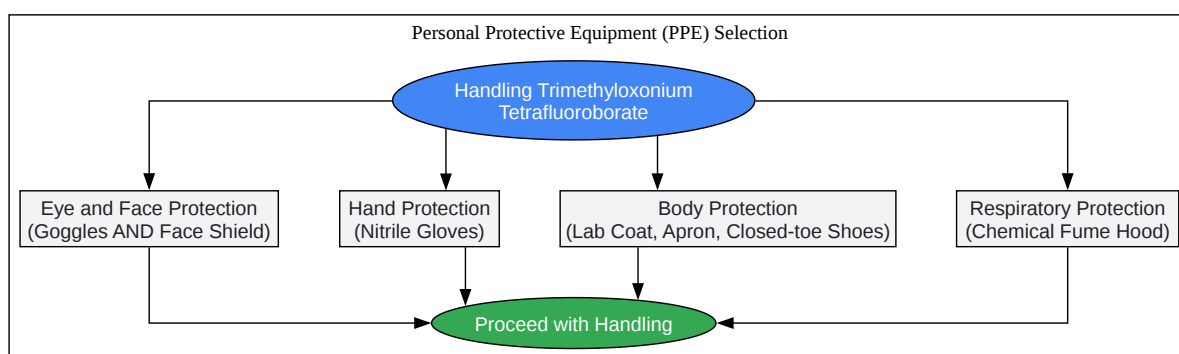 Personal Protective Equipment (PPE) Selection
Handling Trimethyloxonium
Tetrafluoroborate
Eye and Face Protection
(Goggles AND Face Shield)
Hand Protection
(Nitrile Gloves)
Body Protection
(Lab Coat, Apron, Closed-toe Shoes)
Respiratory Protection
(Chemical Fume Hood)
Proceed with Handling